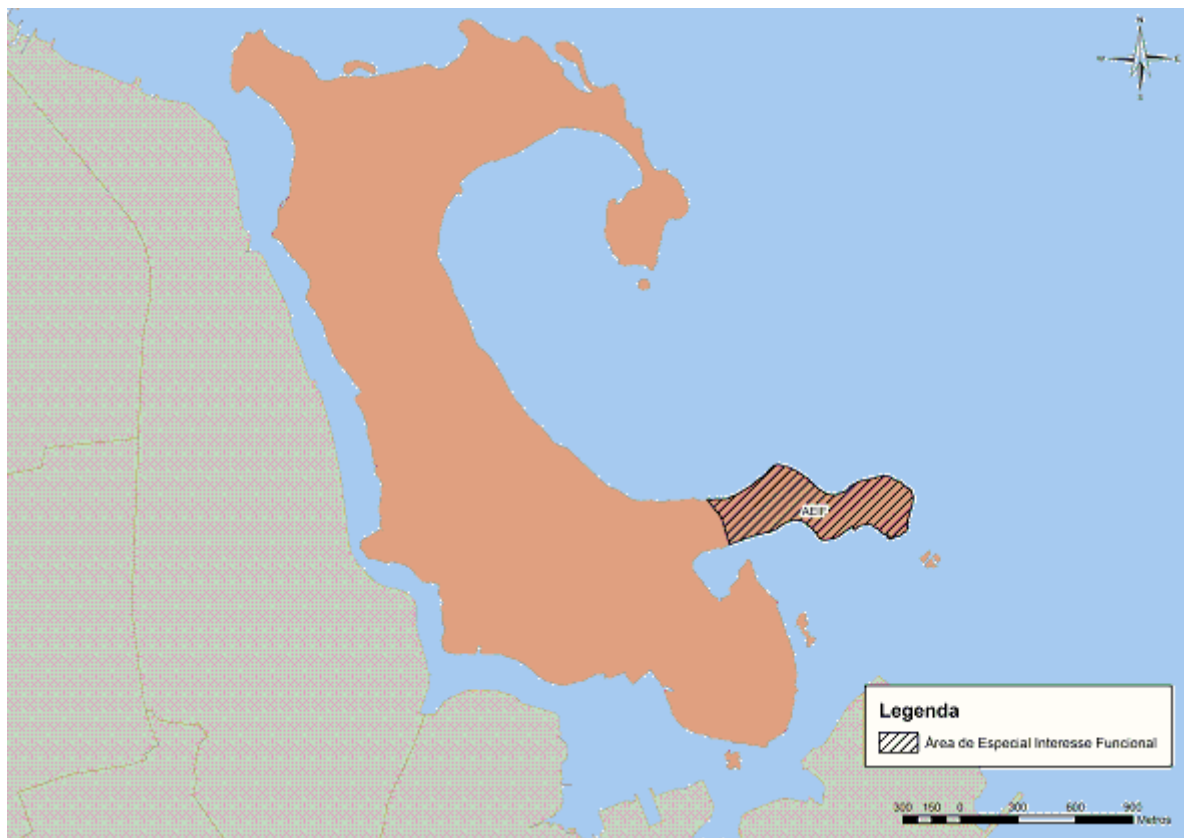 N
W E
S
AEIF
Legenda
Área de Especial Interesse Funcional
300 150 0 300 600 900
Metros